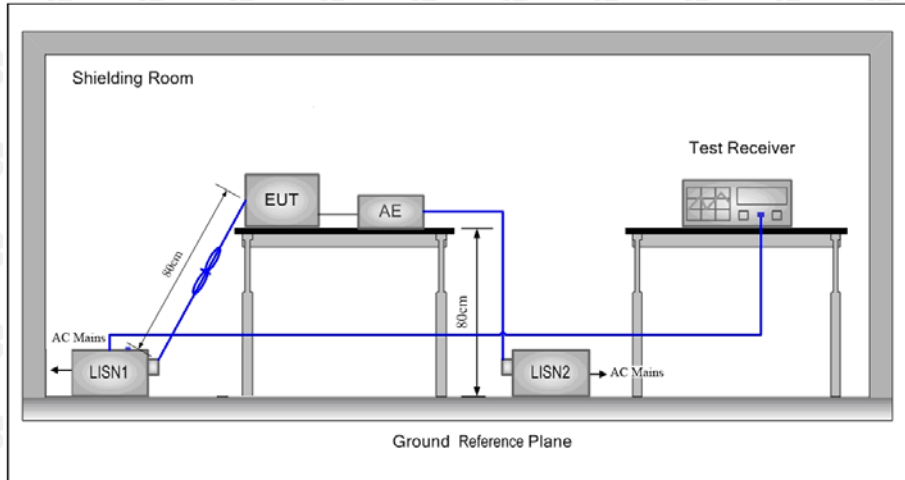 Shielding Room
Test Receiver
EUT
AE
80cm
80cm
AC Mains
LISN1
LISN2
AC Mains
Ground Reference Plane